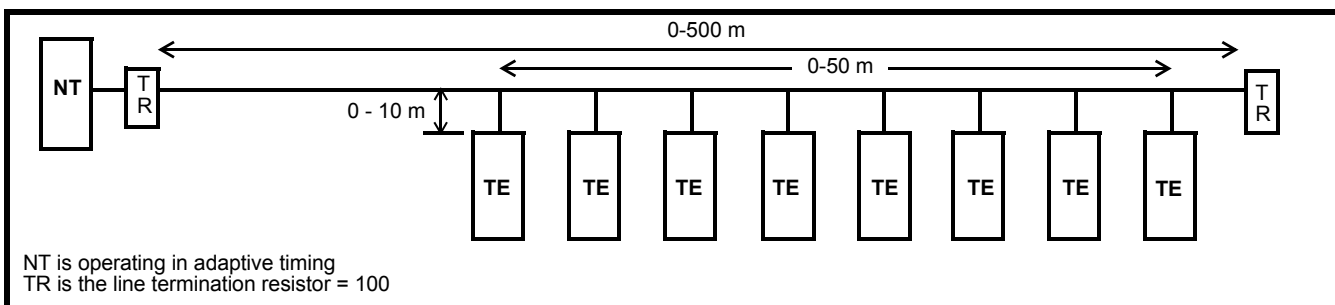 0-500 m
0-50 m
NT
T
R
0 - 10 m
T
R
TE
TE
TE
TE
TE
TE
TE
TE
NT is operating in adaptive timing
TR is the line termination resistor = 100